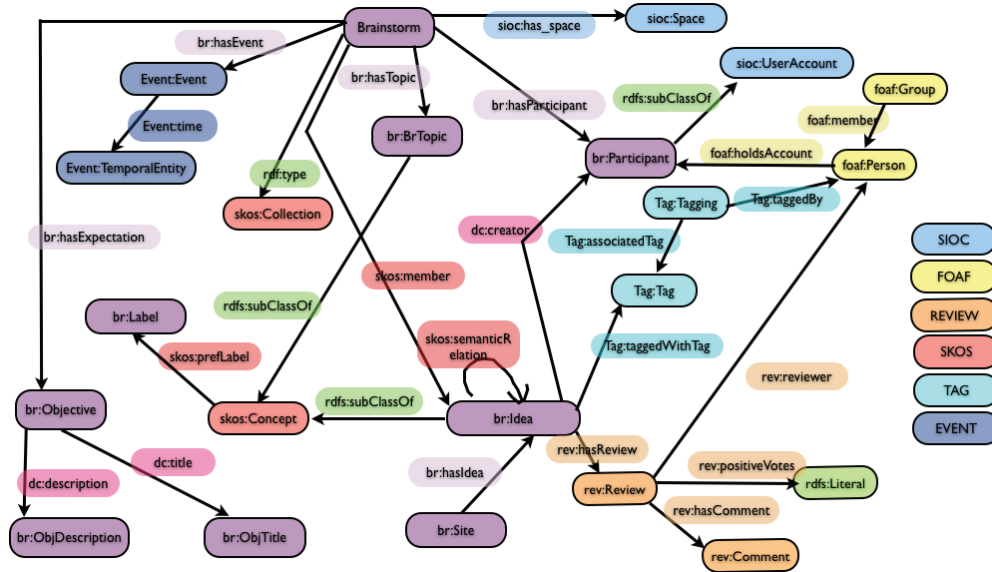 Brainstorm
sioc:has_space
sioc:Space
br:hasEvent
Event:Event
br:hasTopic
sioc:UserAccount
br:hasParticipant
rdfs:subClassOf
foaf:Group
Event:time
br:BrTopic
foaf:member
Event:TemporalEntity
br:Participant
foaf:holdsAccount
foaf:Person
rdf:type
skos:Collection
Tag:Tagging
Tag:taggedBy
br:hasExpectation
dc:creator
Tag:associatedTag
SIOC
skos:member
FOAF
rdfs:subClassOf
Tag:Tag
br:Label
REVIEW
skos:semanticR
elation
Tag:taggedWithTag
skos:prefLabel
SKOS
rev:reviewer
TAG
rdfs:subClassOf
br:Objective
skos:Concept
br:Idea
EVENT
rev:hasReview
dc:title
br:hasIdea
rev:positiveVotes
dc:description
rev:Review
rdfs:Literal
rev:hasComment
br:ObjDescription
br:ObjTitle
br:Site
rev:Comment